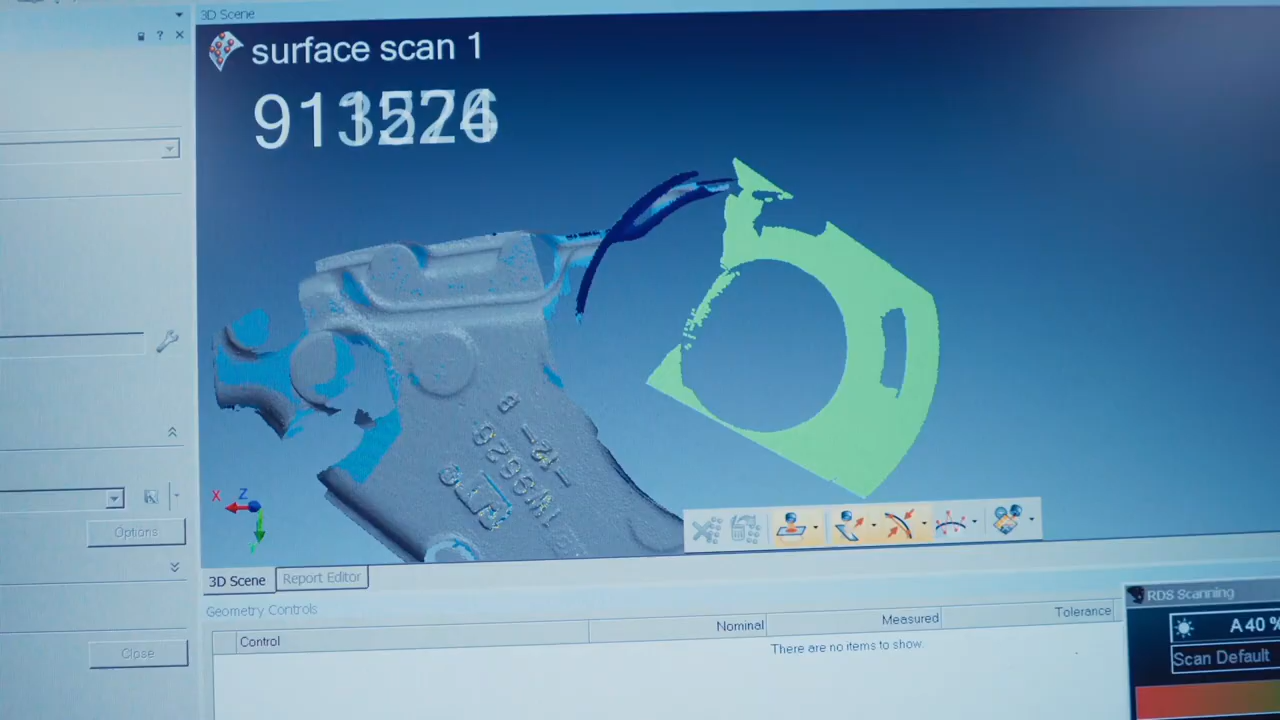 3D Scene
? X
surface scan 1
X Z
Options
3D Scene
Report Editor
Geometry Controls
Control
Nominal
Measured
Tolerance
There are no items to show.
Close
RDS Scanning
A 40 %
Scan Default